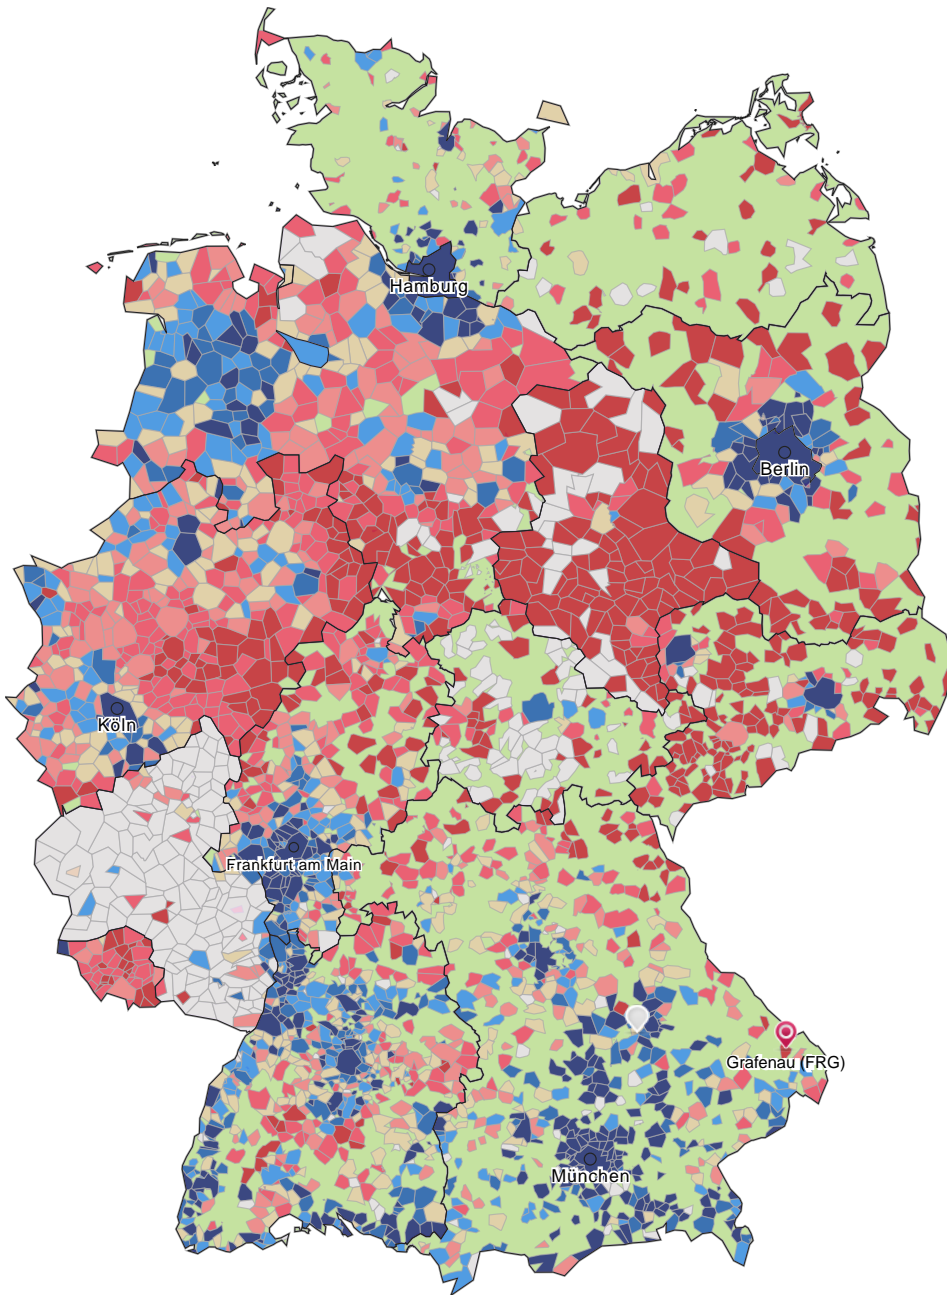 Hamburg
Berlin
Köln
Frankfurt am Main
Grafenau (FRG)
München